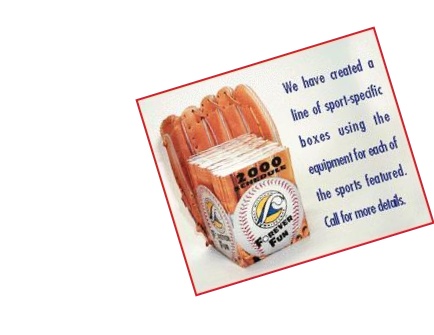 We have created a
line of sport-specific
boxes using the
equipment for each of
the sports featured.
Call for more details.
2000
SCHEDULE
FOREVER
FUN